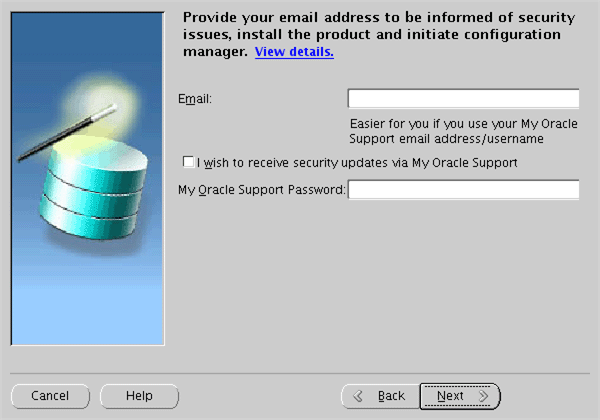 Provide your email address to be informed of security
issues, install the product and initiate configuration
manager. View details.
Email:
Easier for you if you use your My Oracle
Support email address/username
I wish to receive security updates via My Oracle Support
My Oracle Support Password:
Cancel Help Back Next